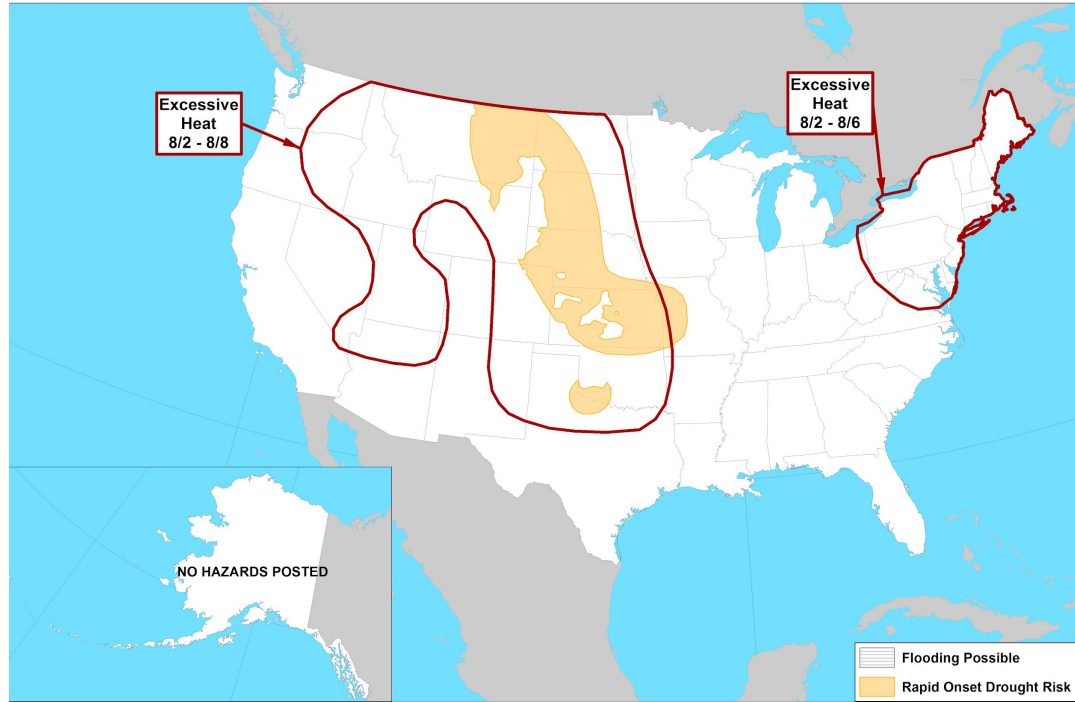 Excessive
Heat
8/2 - 8/8
Excessive
Heat
8/2 - 8/6
NO HAZARDS POSTED
Flooding Possible
Rapid Onset Drought Risk